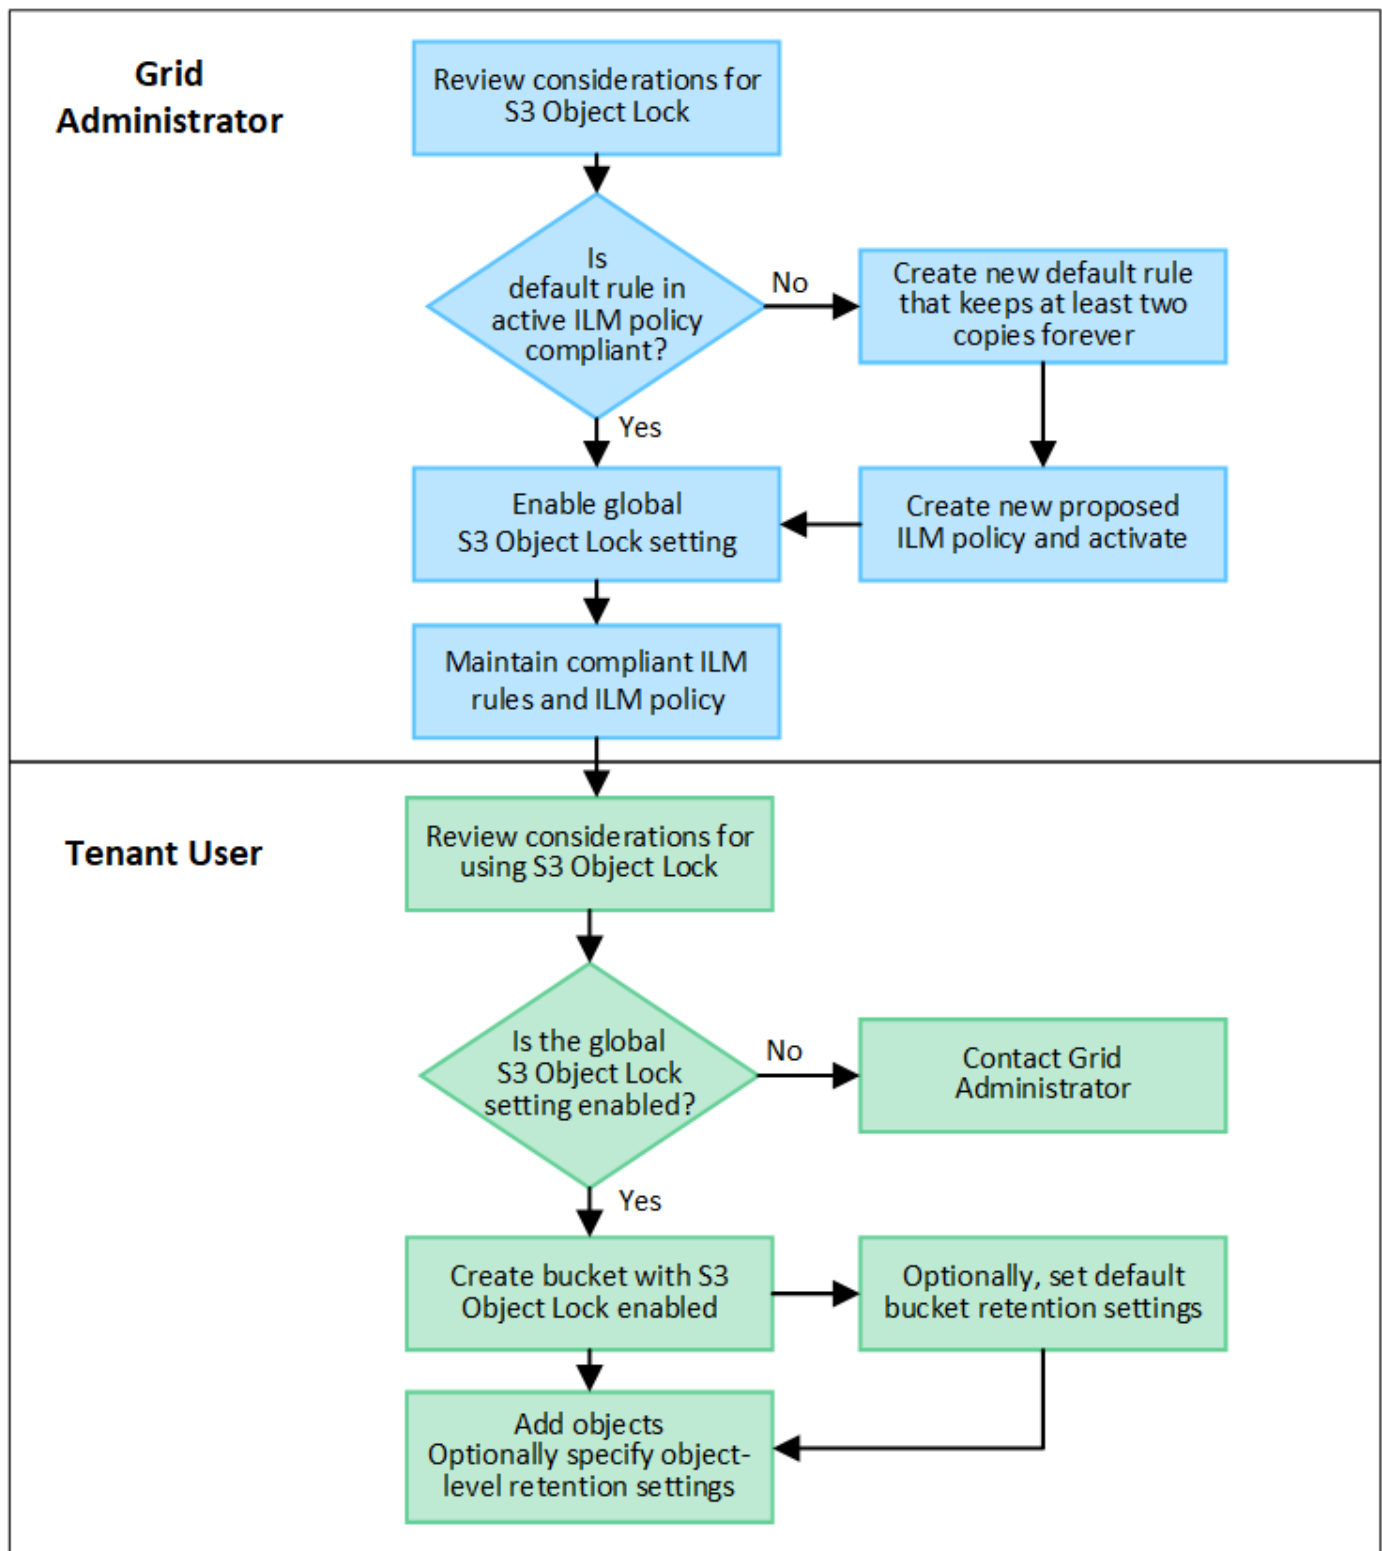 Grid
Administrator
Review considerations for
S3 Object Lock
Is
default rule in
active ILM policy
compliant?
No
Create new default rule
that keeps at least two
copies forever
Yes
Enable global
S3 Object Lock setting
Create new proposed
ILM policy and activate
Maintain compliant ILM
rules and ILM policy
Tenant User
Review considerations for
using S3 Object Lock
Is the global
S3 Object Lock
setting enabled?
No
Contact Grid
Administrator
Yes
Create bucket with S3
Object Lock enabled
Optionally, set default
bucket retention settings
Add objects
Optionally specify object-
level retention settings